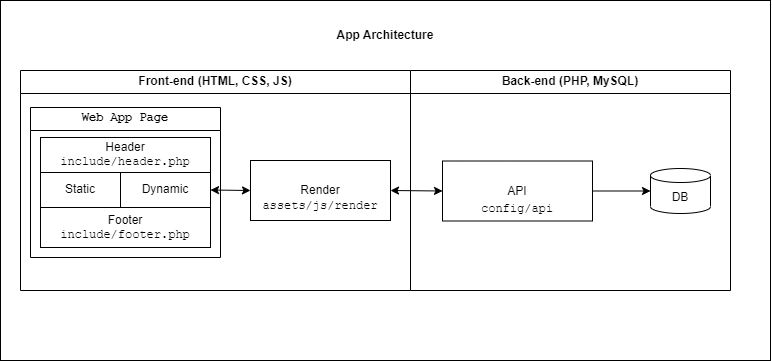 App Architecture
Front-end (HTML, CSS, JS)
Back-end (PHP, MySQL)
Web App Page
Header
include/header.php
Static
Dynamic
Footer
include/footer.php
Render
assets/js/render
API
config/api
DB